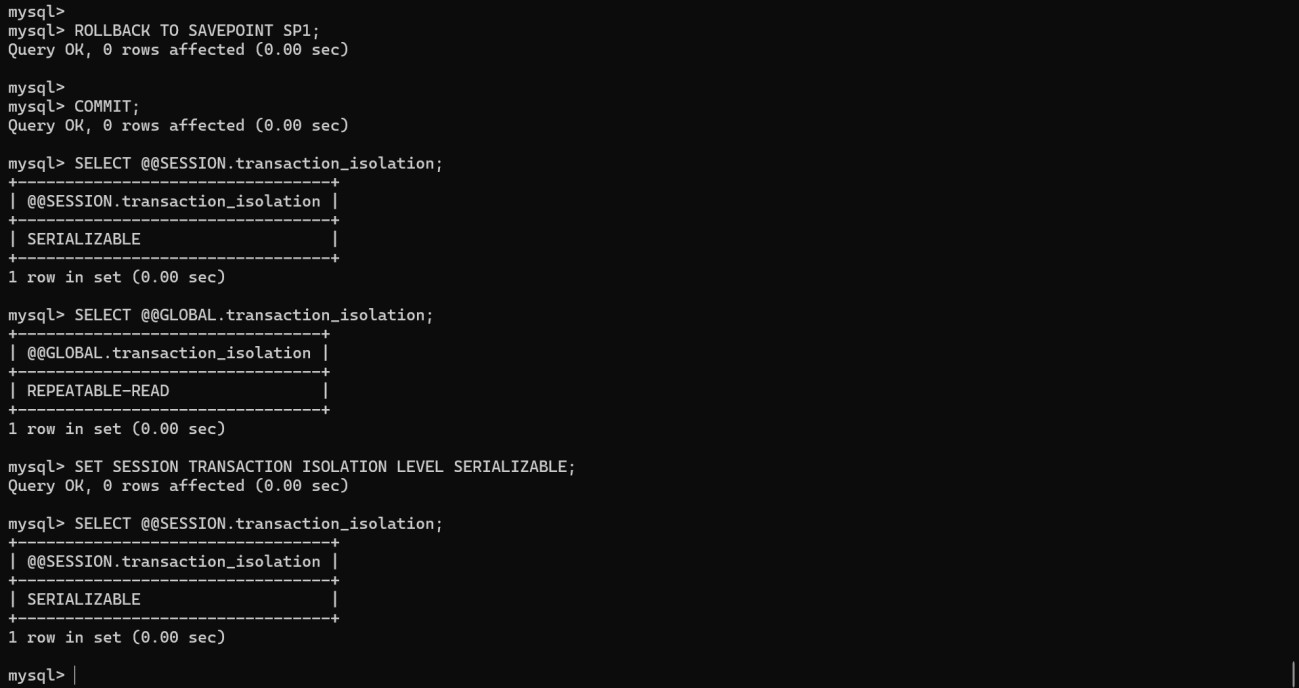 mysql>
mysql> ROLLBACK TO SAVEPOINT SP1;
Query OK, 0 rows affected (0.00 sec)

mysql>
mysql> COMMIT;
Query OK, 0 rows affected (0.00 sec)

mysql> SELECT @@SESSION.transaction_isolation;
+---------------------------------+
| @@SESSION.transaction_isolation |
+---------------------------------+
| SERIALIZABLE                    |
+---------------------------------+
1 row in set (0.00 sec)

mysql> SELECT @@GLOBAL.transaction_isolation;
+--------------------------------+
| @@GLOBAL.transaction_isolation |
+--------------------------------+
| REPEATABLE-READ                |
+--------------------------------+
1 row in set (0.00 sec)

mysql> SET SESSION TRANSACTION ISOLATION LEVEL SERIALIZABLE;
Query OK, 0 rows affected (0.00 sec)

mysql> SELECT @@SESSION.transaction_isolation;
+---------------------------------+
| @@SESSION.transaction_isolation |
+---------------------------------+
| SERIALIZABLE                    |
+---------------------------------+
1 row in set (0.00 sec)

mysql>